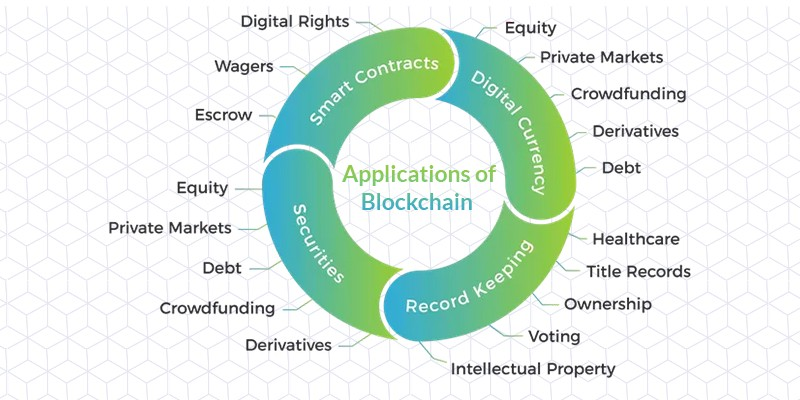 Applications of
Blockchain
Smart Contracts
Digital Rights
Wagers
Escrow
Digital Currency
Equity
Private Markets
Crowdfunding
Derivatives
Debt
Record Keeping
Healthcare
Title Records
Ownership
Voting
Intellectual Property
Securities
Equity
Private Markets
Debt
Crowdfunding
Derivatives